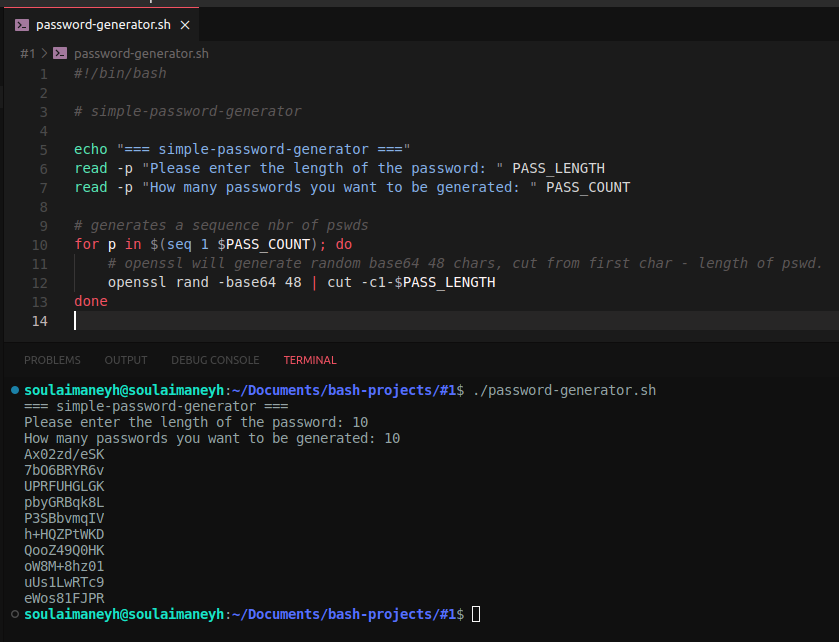 password-generator.sh
#1 > password-generator.sh
1 #!/bin/bash
2
3 # simple-password-generator
4
5 echo "=== simple-password-generator ==="
6 read -p "Please enter the length of the password: " PASS_LENGTH
7 read -p "How many passwords you want to be generated: " PASS_COUNT
8
9 # generates a sequence nbr of pswds
10 for p in $(seq 1 $PASS_COUNT); do
11 # openssl will generate random base64 48 chars, cut from first char - length of pswd.
12 openssl rand -base64 48 | cut -c1-$PASS_LENGTH
13 done
14
PROBLEMS OUTPUT DEBUG CONSOLE TERMINAL
soulaimaneyh@soulaimaneyh:~/Documents/bash-projects/#1$ ./password-generator.sh
=== simple-password-generator ===
Please enter the length of the password: 10
How many passwords you want to be generated: 10
Ax02zd/eSK
7bO6BRYR6v
UPRFUHGLGK
pbyGRBqk8L
P3SBbvmqIV
h+HQZPtWKD
QooZ49Q0HK
oW8M+8hz01
uUs1LwRTc9
eWos81FJPR
soulaimaneyh@soulaimaneyh:~/Documents/bash-projects/#1$